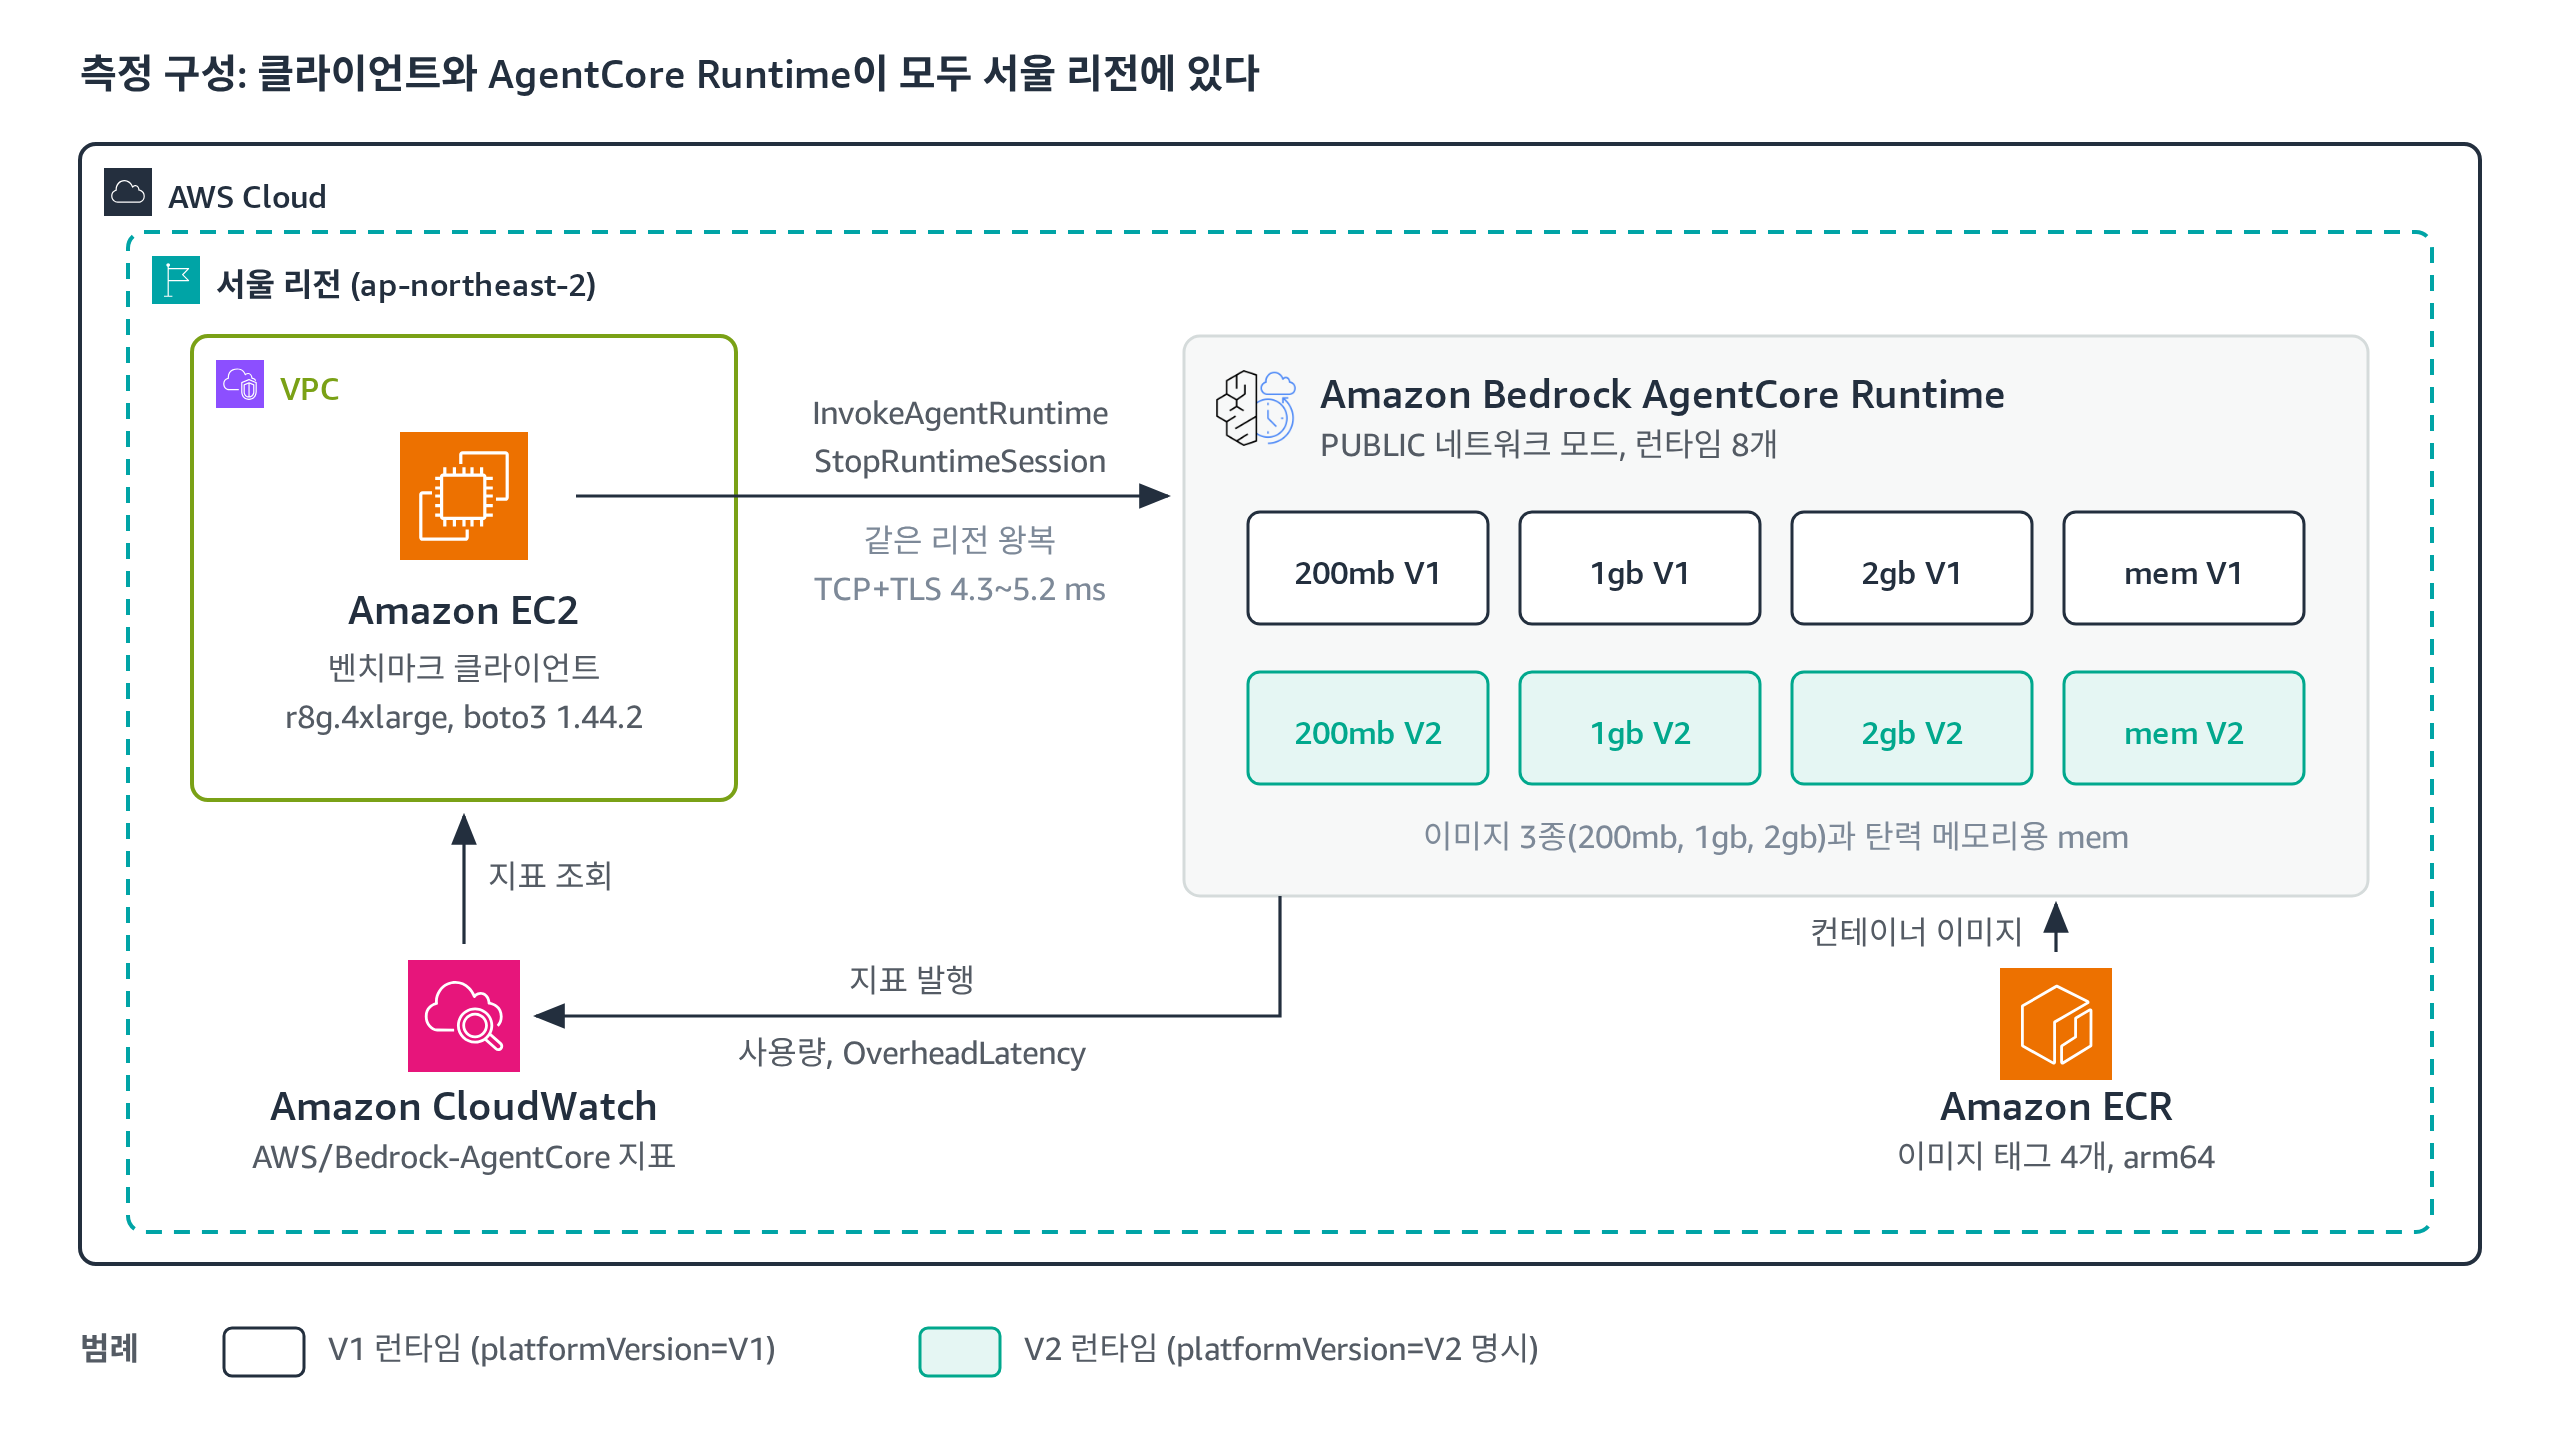 측정 구성: 클라이언트와 AgentCore Runtime이 모두 서울 리전에 있다
AWS Cloud
서울 리전 (ap-northeast-2)
VPC
Amazon EC2
벤치마크 클라이언트
r8g.4xlarge, boto3 1.44.2
InvokeAgentRuntime
StopRuntimeSession
같은 리전 왕복
TCP+TLS 4.3~5.2 ms
Amazon Bedrock AgentCore Runtime
PUBLIC 네트워크 모드, 런타임 8개
200mb V1
1gb V1
2gb V1
mem V1
200mb V2
1gb V2
2gb V2
mem V2
이미지 3종(200mb, 1gb, 2gb)과 탄력 메모리용 mem
지표 조회
컨테이너 이미지
지표 발행
사용량, OverheadLatency
Amazon CloudWatch
AWS/Bedrock-AgentCore 지표
Amazon ECR
이미지 태그 4개, arm64
범례
V1 런타임 (platformVersion=V1)
V2 런타임 (platformVersion=V2 명시)